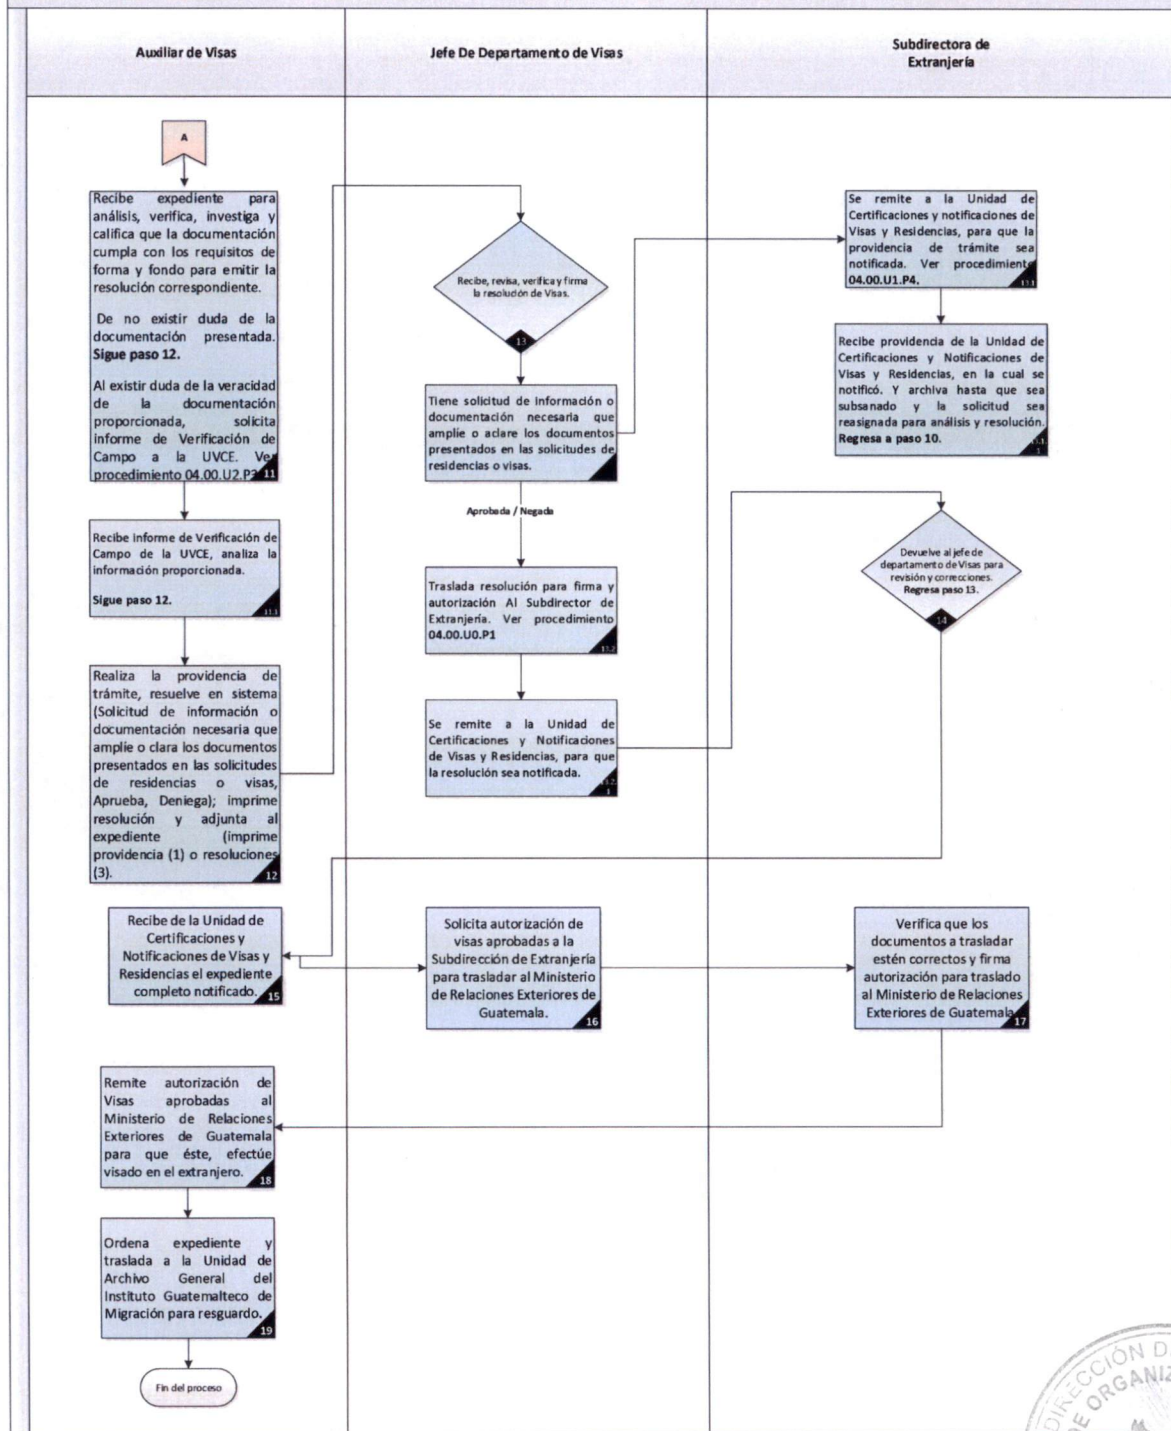 Auxiliar de Visas
Jefe De Departamento de Visas
Subdirectora de
Extranjería
A
Recibe expediente para
análisis, verifica, investiga y
califica que la documentación
cumpla con los requisitos de
forma y fondo para emitir la
resolución correspondiente.
De no existir duda de la
documentación presentada.
Sigue paso 12.
Al existir duda de la veracidad
de la documentación
proporcionada, solicita
informe de Verificación de
Campo a la UVCE. Ver
procedimiento 04.00.U2.P3
11
Recibe informe de Verificación de
Campo de la UVCE, analiza la
información proporcionada.
Sigue paso 12.
11.1
Realiza la providencia de
trámite, resuelve en sistema
(Solicitud de información o
documentación necesaria que
amplíe o clara los documentos
presentados en las solicitudes
de residencias o visas,
Aprueba, Deniega); imprime
resolución y adjunta al
expediente (imprime
providencia (1) o resoluciones
(3).
12
Recibe, revisa, verifica y firma
la resolución de Visas.
13
Tiene solicitud de información o
documentación necesaria que
amplíe o aclare los documentos
presentados en las solicitudes de
residencias o visas.
Aprobada / Negada
Traslada resolución para firma y
autorización Al Subdirector de
Extranjería. Ver procedimiento
04.00.U0.P1
13.2
Se remite a la Unidad de
Certificaciones y Notificaciones
de Visas y Residencias, para que
la resolución sea notificada.
13.2.
1
Se remite a la Unidad de
Certificaciones y notificaciones de
Visas y Residencias, para que la
providencia de trámite sea
notificada. Ver procedimiento
04.00.U1.P4.
13.1
Recibe providencia de la Unidad de
Certificaciones y Notificaciones de
Visas y Residencias, en la cual se
notificó. Y archiva hasta que sea
subsanado y la solicitud sea
reasignada para análisis y resolución.
Regresa a paso 10.
13.1.
1
Devuelve al jefe de
departamento de Visas para
revisión y correcciones.
Regresa paso 13.
14
Recibe de la Unidad de
Certificaciones y
Notificaciones de Visas y
Residencias el expediente
completo notificado.
15
Solicita autorización de
visas aprobadas a la
Subdirección de Extranjería
para trasladar al Ministerio
de Relaciones Exteriores de
Guatemala.
16
Verifica que los
documentos a trasladar
estén correctos y firma
autorización para traslado
al Ministerio de Relaciones
Exteriores de Guatemala
17
Remite autorización de
Visas aprobadas al
Ministerio de Relaciones
Exteriores de Guatemala
para que éste, efectúe
visado en el extranjero.
18
Ordena expediente y
traslada a la Unidad de
Archivo General del
Instituto Guatemalteco de
Migración para resguardo.
19
Fin del proceso